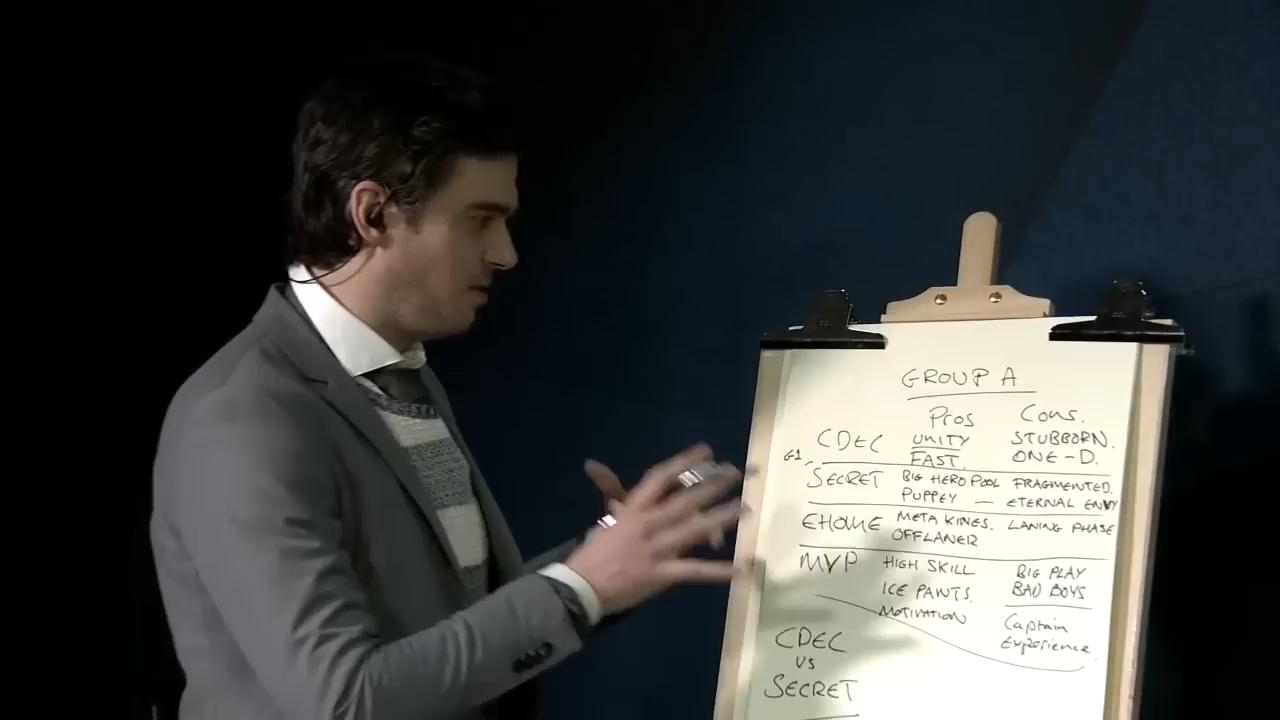 GROUP A
Pros Cons.
CDEC UNITY STUBBORN.
G1, FAST. ONE-D.
SECRET BIG HERO POOL FRAGMENTED.
PUPPEY — ETERNAL ENVY
EHOME META KINGS. LANING PHASE
OFFLANER
MVP HIGH SKILL BIG PLAY
ICE PANTS. BAD BOYS
MOTIVATION Captain
Experience.
CDEC
VS
SECRET